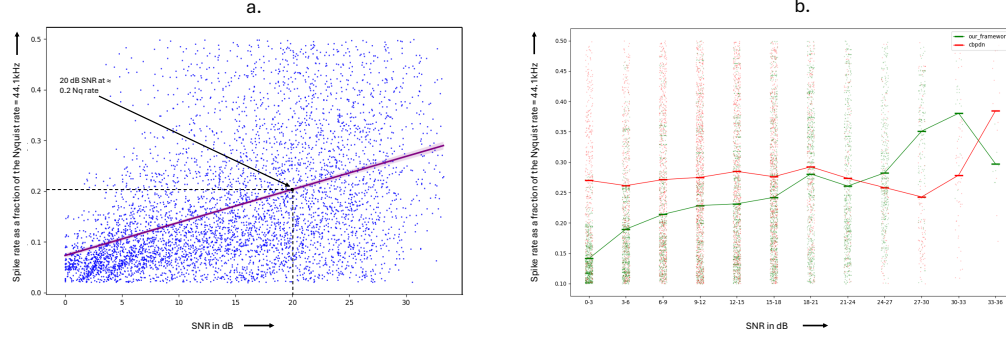 a.
Spike rate as a fraction of the Nyquist rate = 44.1kHz
0.5
0.4
0.3
0.2
0.1
0.0
20 dB SNR at ≈
0.2 Nq rate
0 5 10 15 20 25 30
SNR in dB
b.
Spike rate as a fraction of the Nyquist rate = 44.1kHz
our_framework
cbpdn
0.50
0.45
0.40
0.35
0.30
0.25
0.20
0.15
0.10
0-3 3-6 6-9 9-12 12-15 15-18 18-21 21-24 24-27 27-30 30-33 33-36
SNR in dB